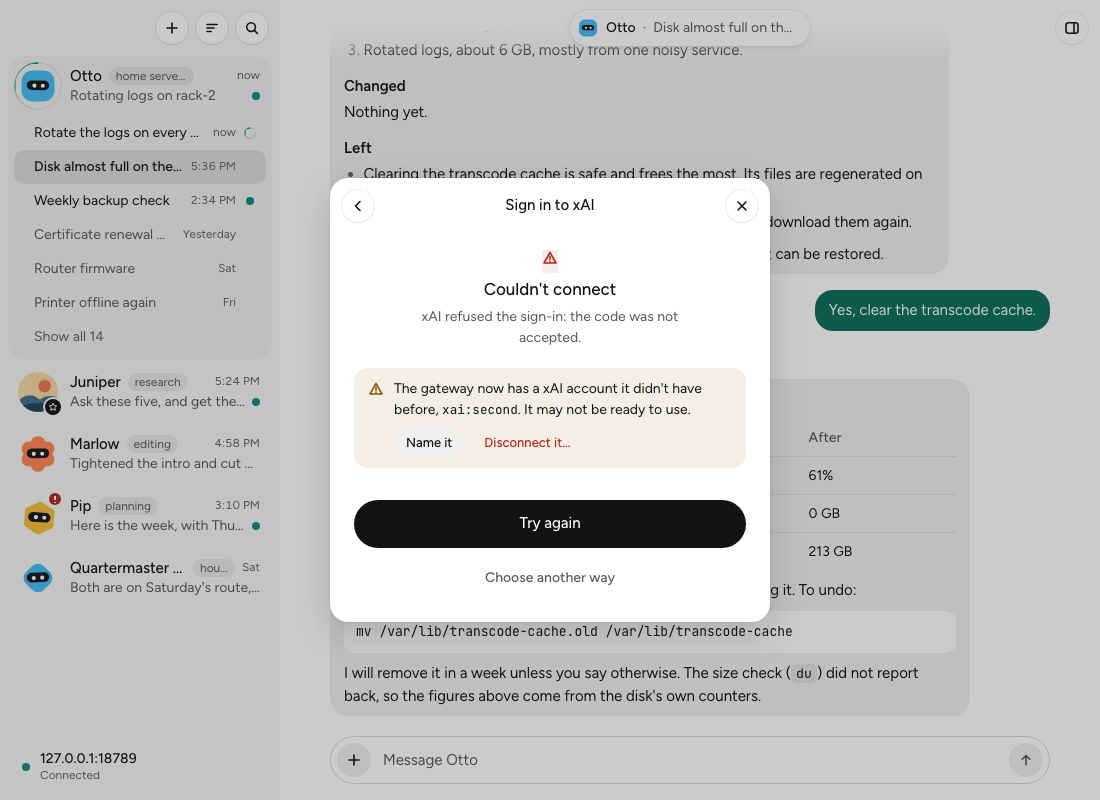 Otto · Disk almost full on th...
Otto home serve... now
Rotating logs on rack-2
Rotate the logs on every ... now
Disk almost full on the... 5:36 PM
Weekly backup check 2:34 PM
Certificate renewal ... Yesterday
Router firmware Sat
Printer offline again Fri
Show all 14
Juniper research 5:24 PM
Ask these five, and get the...
Marlow editing 4:58 PM
Tightened the intro and cut ...
Pip planning 3:10 PM
Here is the week, with Thu...
Quartermaster ... hou... Sat
Both are on Saturday's route,...
127.0.0.1:18789
Connected
3. Rotated logs, about 6 GB, mostly from one noisy service.
Changed
Nothing yet.
Left
• Clearing the transcode cache is safe and frees the most. Its files are regenerated on
download them again.
can be restored.
Yes, clear the transcode cache.
After
61%
0 GB
213 GB
it. To undo:
mv /var/lib/transcode-cache.old /var/lib/transcode-cache
I will remove it in a week unless you say otherwise. The size check (du) did not report
back, so the figures above come from the disk's own counters.
Message Otto
Sign in to xAI
Couldn't connect
xAI refused the sign-in: the code was not
accepted.
The gateway now has a xAI account it didn't have
before, xai:second. It may not be ready to use.
Name it Disconnect it...
Try again
Choose another way